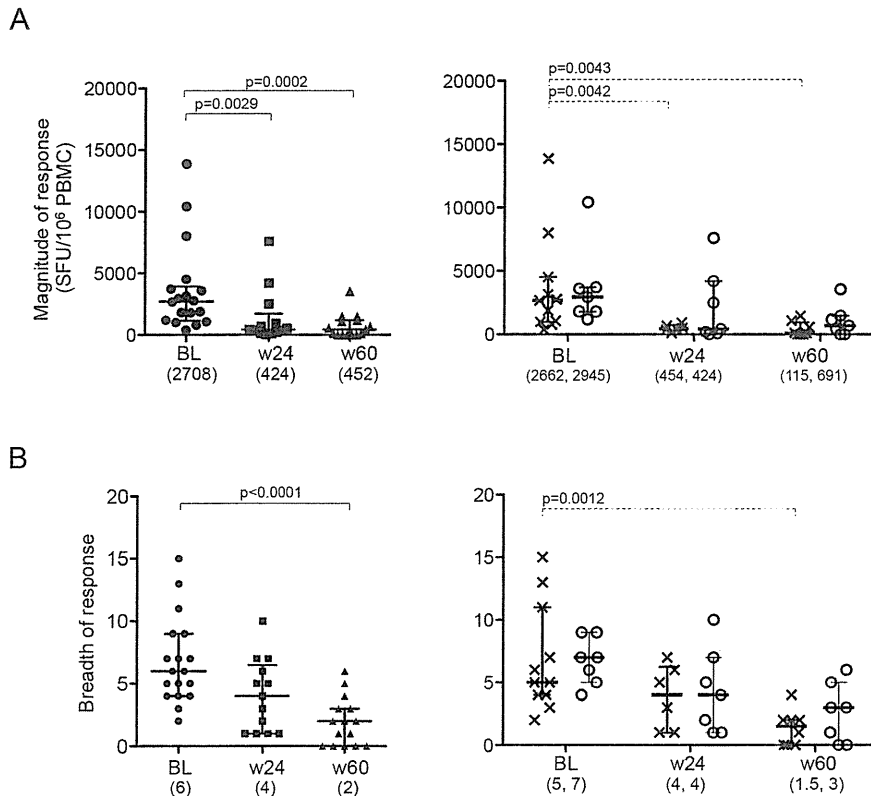 A
Magnitude of response
(SFU/10⁶ PBMC)
20000
15000
10000
5000
0
p=0.0002
p=0.0029
BL
w24
w60
(2708)
(424)
(452)
20000
15000
10000
5000
0
p=0.0043
p=0.0042
BL
w24
w60
(2662, 2945)
(454, 424)
(115, 691)
B
Breadth of response
20
15
10
5
0
p<0.0001
BL
w24
w60
(6)
(4)
(2)
20
15
10
5
0
p=0.0012
BL
w24
w60
(5, 7)
(4, 4)
(1.5, 3)